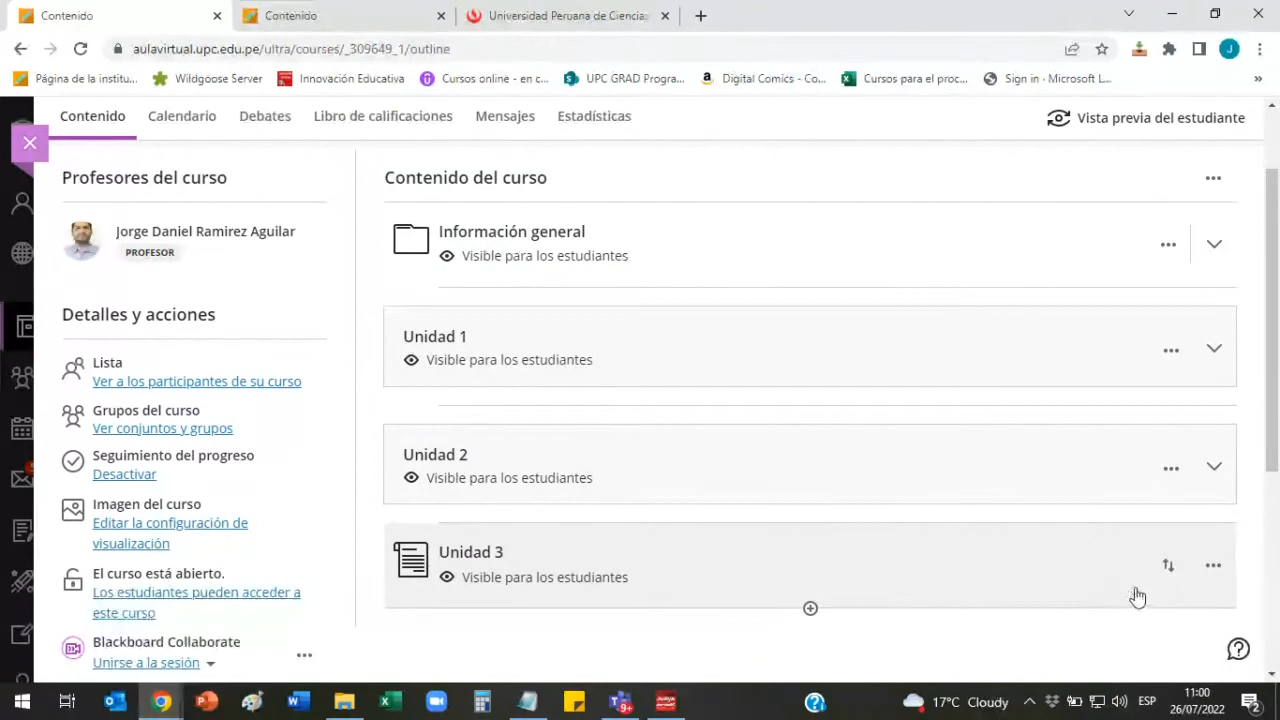 Contenido
Contenido
Universidad Peruana de Ciencias
aulavirtual.upc.edu.pe/ultra/courses/_309649_1/outline
J
Página de la institu...
Wildgoose Server
Innovación Educativa
Cursos online - en c...
UPC GRAD Progra...
Digital Comics - Co...
Cursos para el proc...
Sign in - Microsoft L...
»
Contenido
Calendario
Debates
Libro de calificaciones
Mensajes
Estadísticas
Vista previa del estudiante
Profesores del curso
Jorge Daniel Ramirez Aguilar
PROFESOR
Detalles y acciones
Lista
Ver a los participantes de su curso
Grupos del curso
Ver conjuntos y grupos
Seguimiento del progreso
Desactivar
Imagen del curso
Editar la configuración de
visualización
El curso está abierto.
Los estudiantes pueden acceder a
este curso
Blackboard Collaborate
Unirse a la sesión
Contenido del curso
Información general
Visible para los estudiantes
Unidad 1
Visible para los estudiantes
Unidad 2
Visible para los estudiantes
Unidad 3
Visible para los estudiantes
9+
17°C Cloudy
ESP
11:00
26/07/2022
2